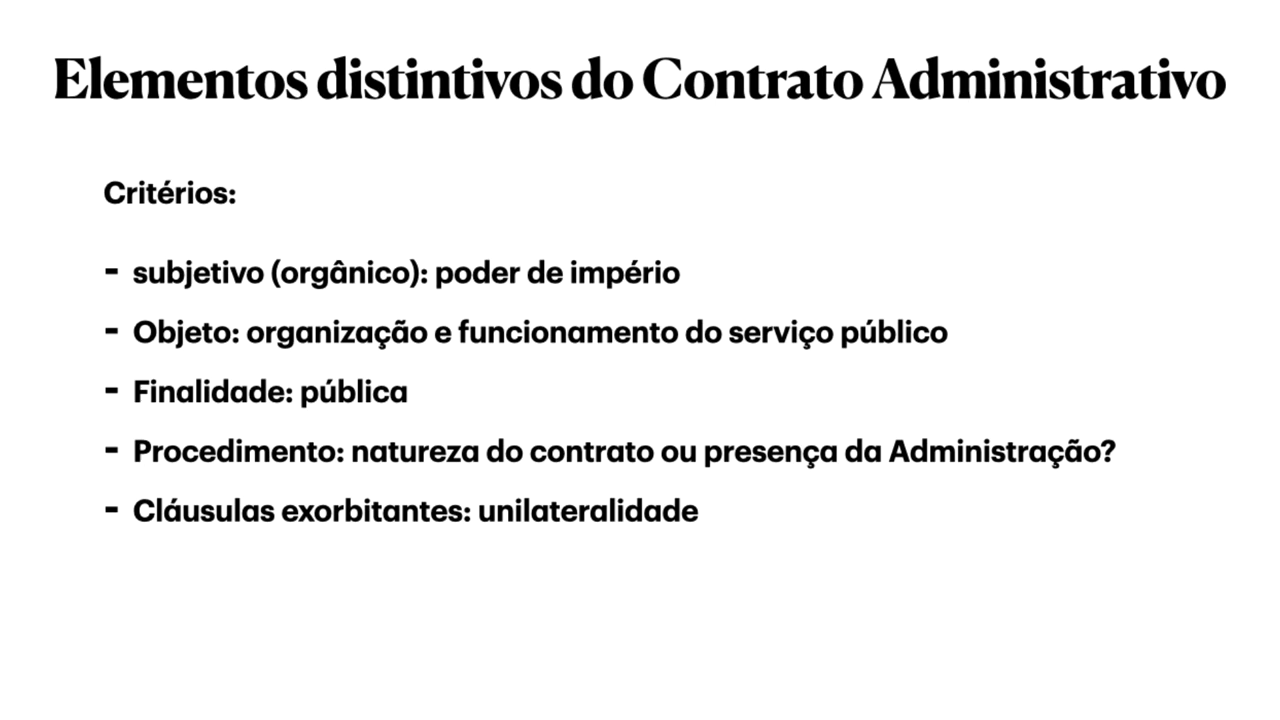 Elementos distintivos do Contrato Administrativo
Critérios:
- subjetivo (orgânico): poder de império
- Objeto: organização e funcionamento do serviço público
- Finalidade: pública
- Procedimento: natureza do contrato ou presença da Administração?
- Cláusulas exorbitantes: unilateralidade